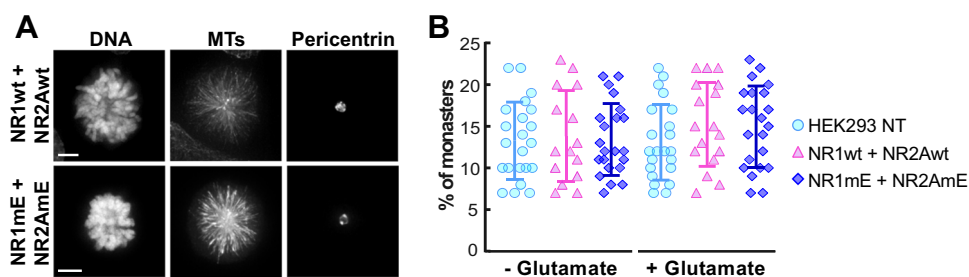 A
DNA MTs Pericentrin
NR1wt +
NR2Awt
NR1mE +
NR2AmE
B
% of monasters
25
20
15
10
5
0
- Glutamate + Glutamate
HEK293 NT
NR1wt + NR2Awt
NR1mE + NR2AmE